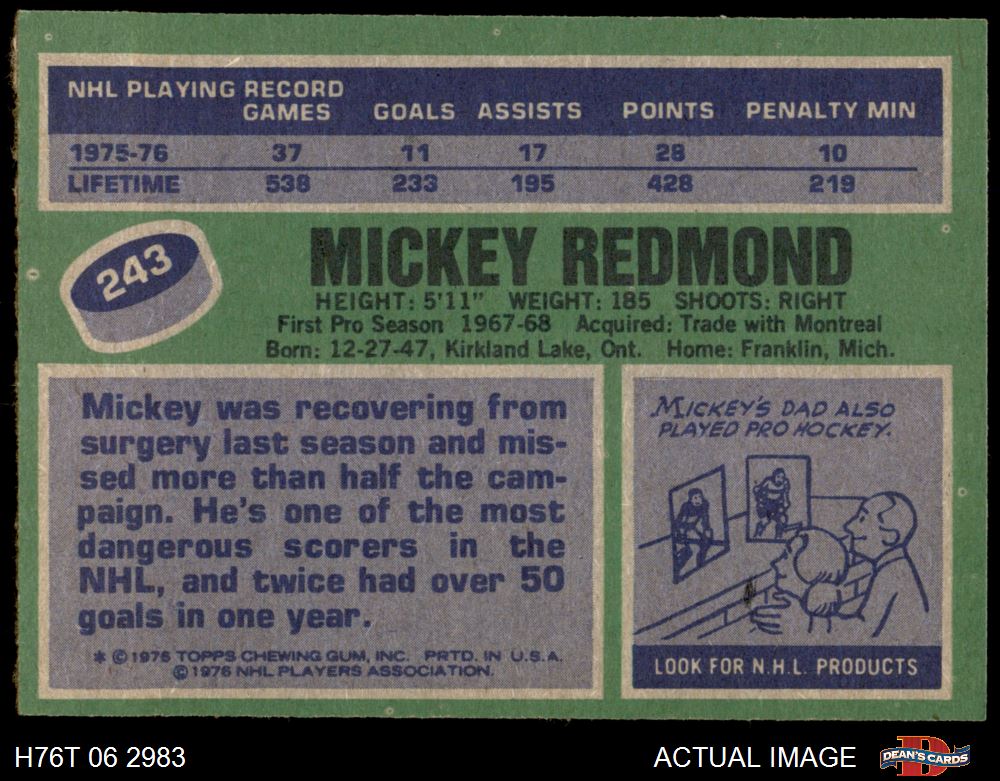 NHL PLAYING RECORD
GAMES GOALS ASSISTS POINTS PENALTY MIN
1975-76 37 11 17 28 10
LIFETIME 538 233 195 428 219
243
MICKEY REDMOND
HEIGHT: 5'11" WEIGHT: 185 SHOOTS: RIGHT
First Pro Season 1967-68 Acquired: Trade with Montreal
Born: 12-27-47, Kirkland Lake, Ont. Home: Franklin, Mich.
Mickey was recovering from
surgery last season and mis-
sed more than half the cam-
paign. He's one of the most
dangerous scorers in the
NHL, and twice had over 50
goals in one year.
* © 1976 TOPPS CHEWING GUM, INC. PRTD. IN U.S.A.
© 1976 NHL PLAYERS ASSOCIATION.
MICKEY'S DAD ALSO
PLAYED PRO HOCKEY.
LOOK FOR N.H.L. PRODUCTS
H76T 06 2983 ACTUAL IMAGE D DEAN'S CARDS